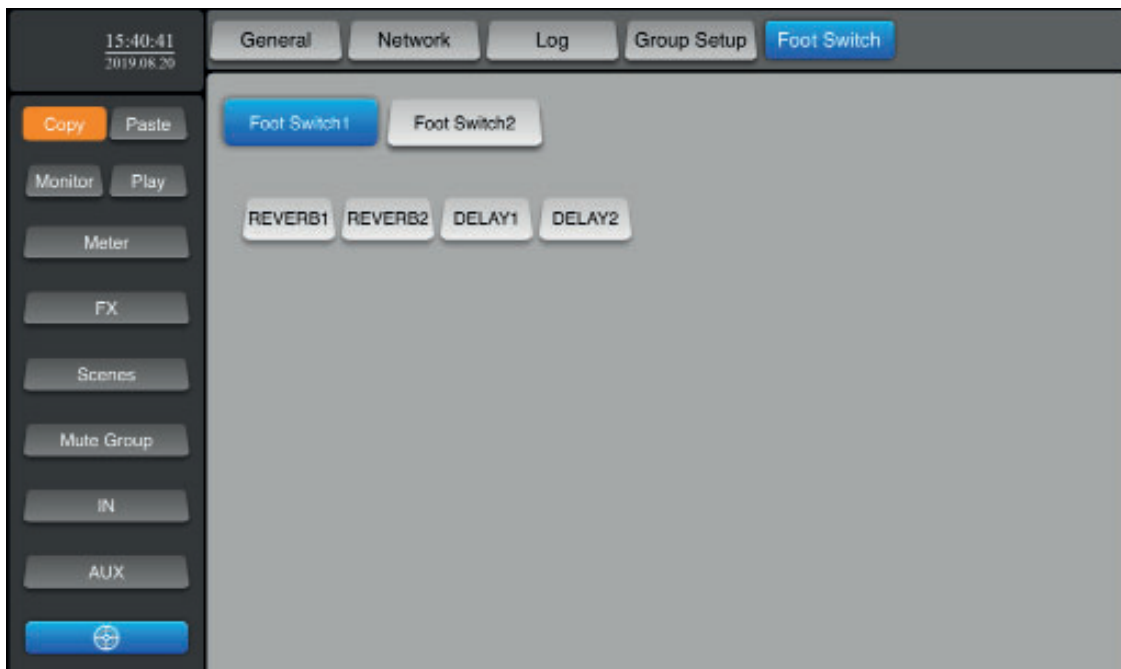 15:40:41
2019.08.20
General Network Log Group Setup Foot Switch
Copy Paste
Foot Switch1 Foot Switch2
Monitor Play
REVERB1 REVERB2 DELAY1 DELAY2
Meter
FX
Scenes
Mute Group
IN
AUX